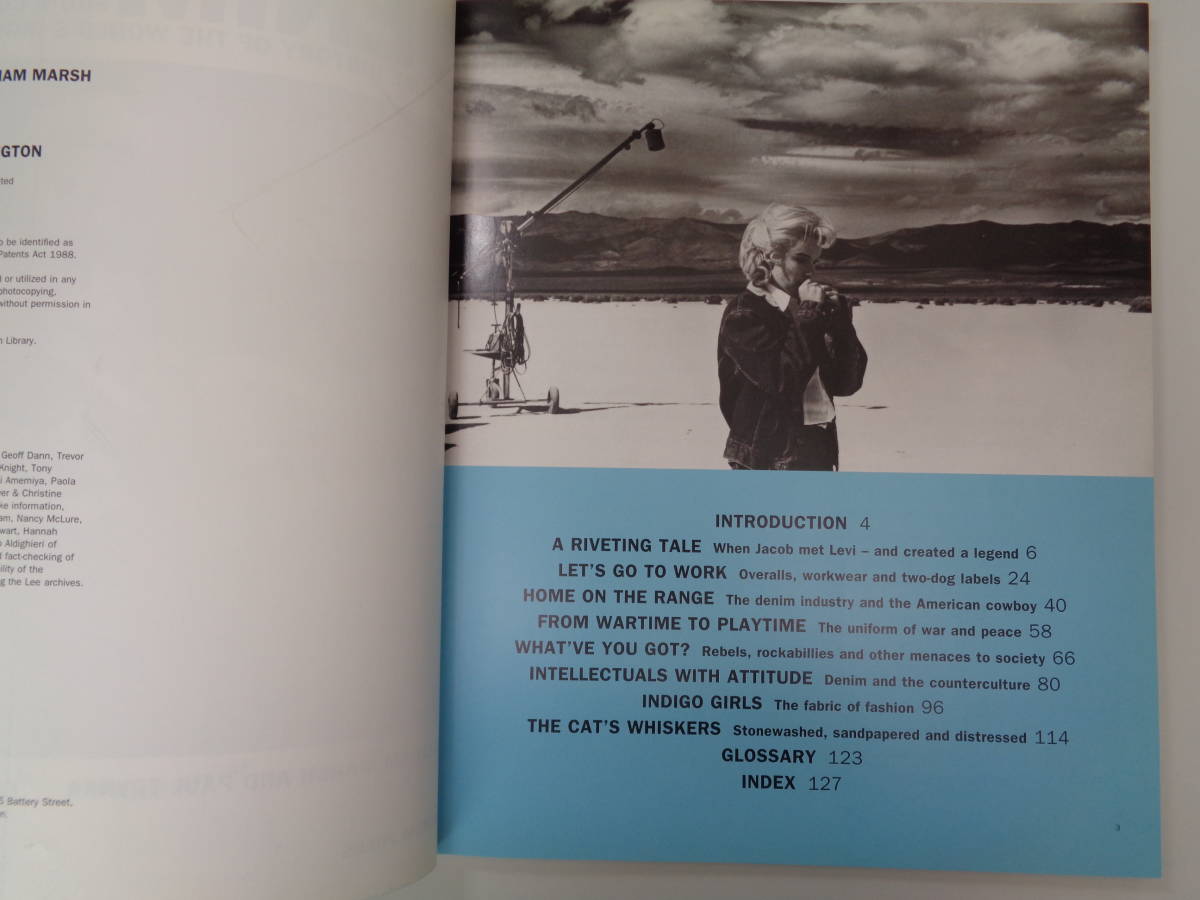 AM MARSH
GTON
ted
o be identified as
Patents Act 1988.
or utilized in any
photocopying,
without permission in
n Library.
Geoff Dann, Trevor
Knight, Tony
i Amemiya, Paola
er & Christine
ke information,
am, Nancy McLure,
wart, Hannah
o Aldighieri of
fact-checking of
ility of the
g the Lee archives.
5 Battery Street,
n.
INTRODUCTION 4
A RIVETING TALE When Jacob met Levi – and created a legend 6
LET'S GO TO WORK Overalls, workwear and two-dog labels 24
HOME ON THE RANGE The denim industry and the American cowboy 40
FROM WARTIME TO PLAYTIME The uniform of war and peace 58
WHAT'VE YOU GOT? Rebels, rockabillies and other menaces to society 66
INTELLECTUALS WITH ATTITUDE Denim and the counterculture 80
INDIGO GIRLS The fabric of fashion 96
THE CAT'S WHISKERS Stonewashed, sandpapered and distressed 114
GLOSSARY 123
INDEX 127
3